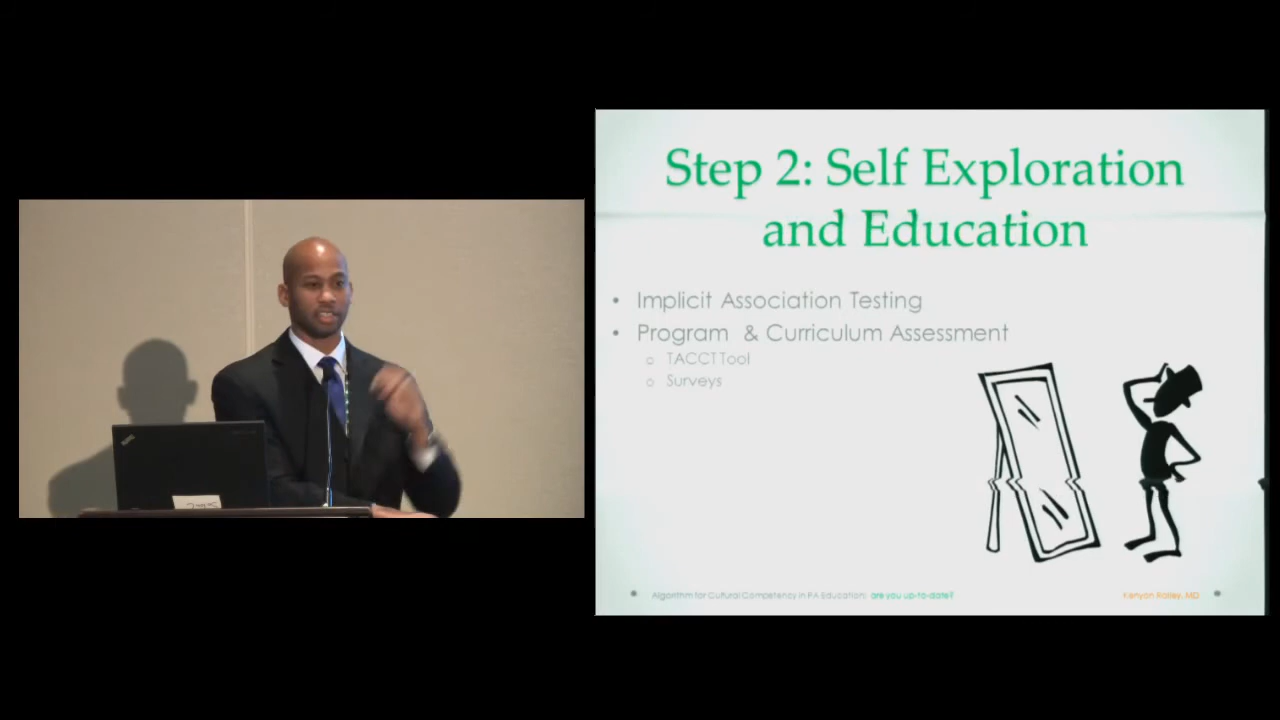 Step 2: Self Exploration
and Education
• Implicit Association Testing
• Program & Curriculum Assessment
o TACCT Tool
o Surveys
Algorithm for Cultural Competency in PA Education: are you up-to-date?
Kenyon Railey, MD